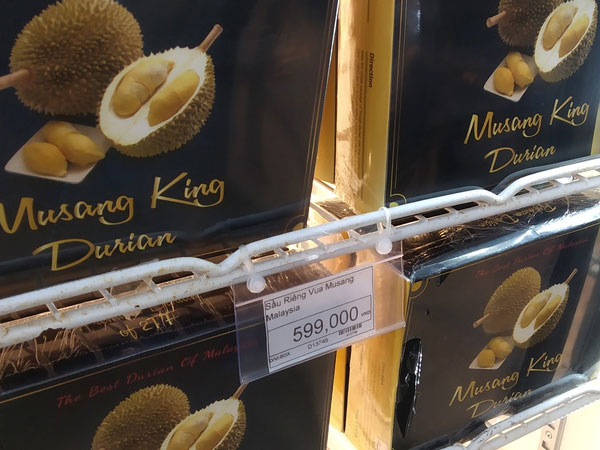 Musang King
Durian
Direction
Musang King
Durian
Sầu Riêng Vua Musang
Malaysia
599,000 VND
D13749
The Best Durian Of Malaysia
The Best Durian Of
Musang King
Durian